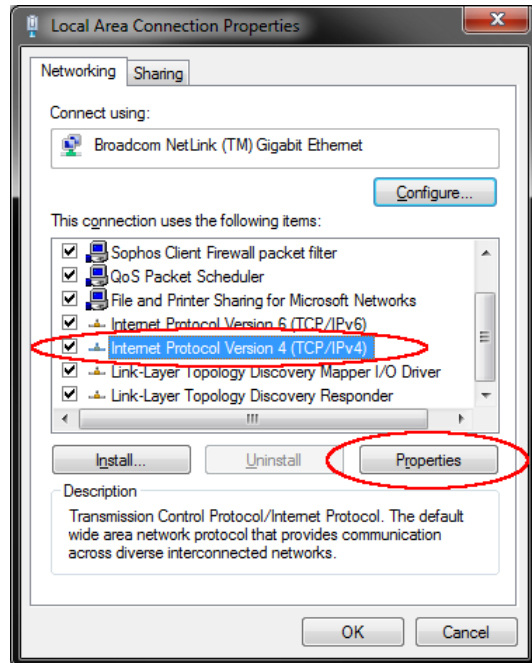 Local Area Connection Properties
Networking
Sharing
Connect using:
Broadcom NetLink (TM) Gigabit Ethernet
Configure...
This connection uses the following items:
Sophos Client Firewall packet filter
QoS Packet Scheduler
File and Printer Sharing for Microsoft Networks
Internet Protocol Version 6 (TCP/IPv6)
Internet Protocol Version 4 (TCP/IPv4)
Link-Layer Topology Discovery Mapper I/O Driver
Link-Layer Topology Discovery Responder
Install...
Uninstall
Properties
Description
Transmission Control Protocol/Internet Protocol. The default
wide area network protocol that provides communication
across diverse interconnected networks.
OK
Cancel